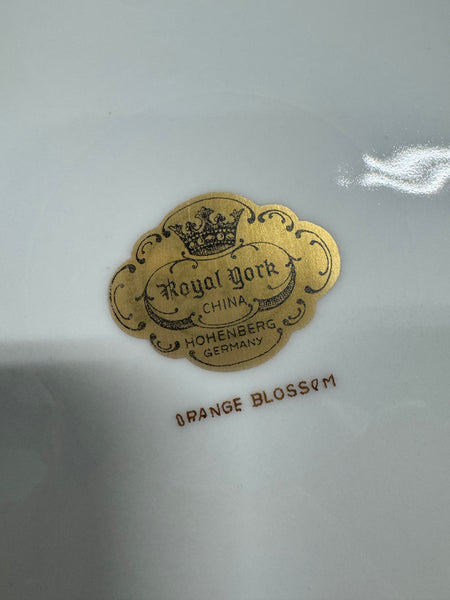 Royal York
CHINA
HOHENBERG
GERMANY
ORANGE BLOSSOM